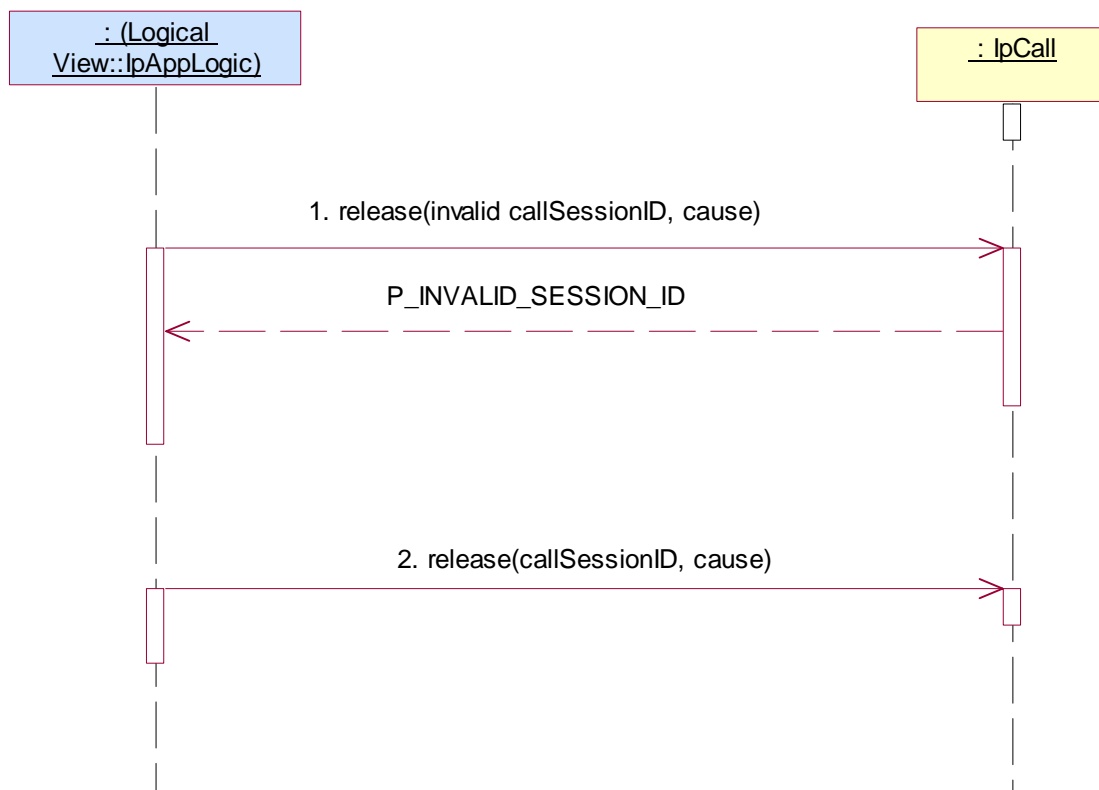 : (Logical
View::IpAppLogic)
: IpCall
1. release(invalid callSessionID, cause)
P_INVALID_SESSION_ID
2. release(callSessionID, cause)